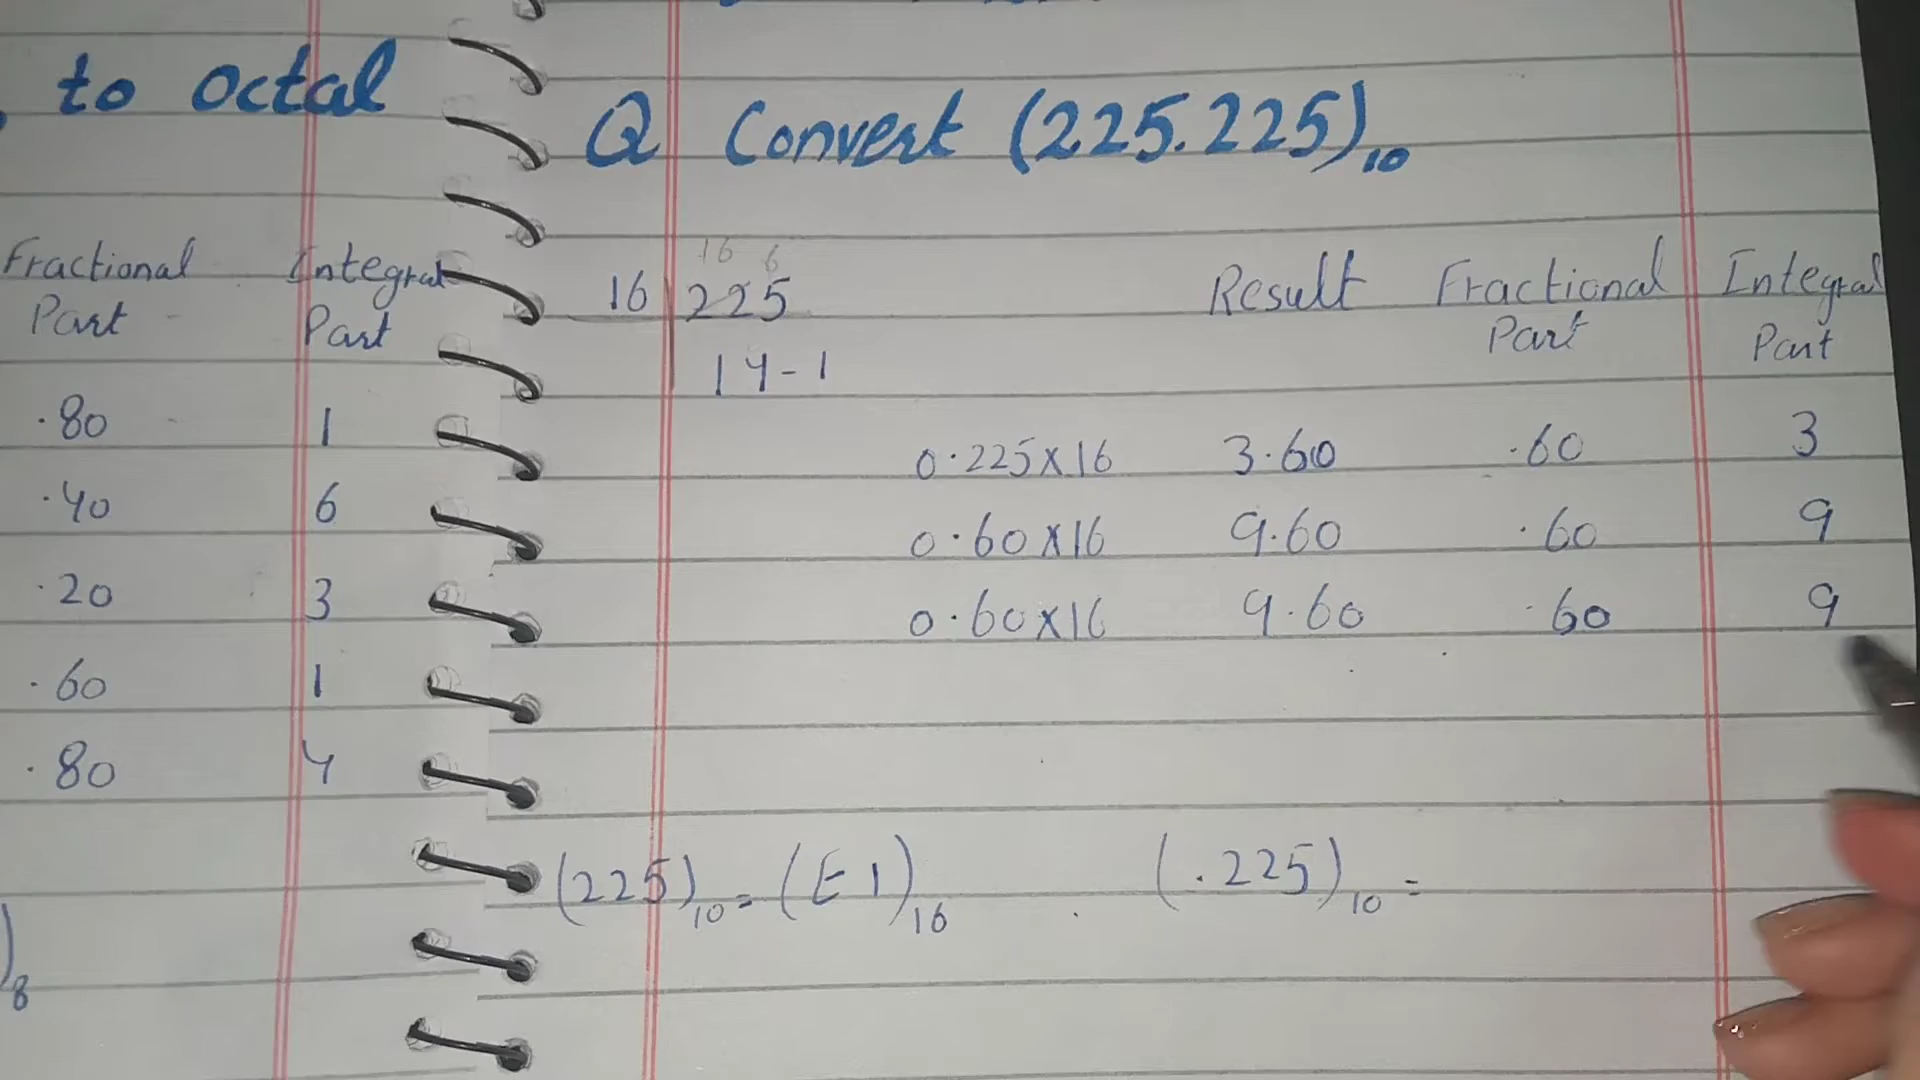 to Octal
Fractional Integral
Part Part
.80 1
.40 6
.20 3
.60 1
.80 4
)8
Q Convert (225.225)10
16 6
16 225
14-1
Result Fractional Integral
Part Part
0.225x16 3.60 .60 3
0.60x16 9.60 .60 9
0.60x16 9.60 .60 9
(225)10 = (E1)16 (.225)10 =